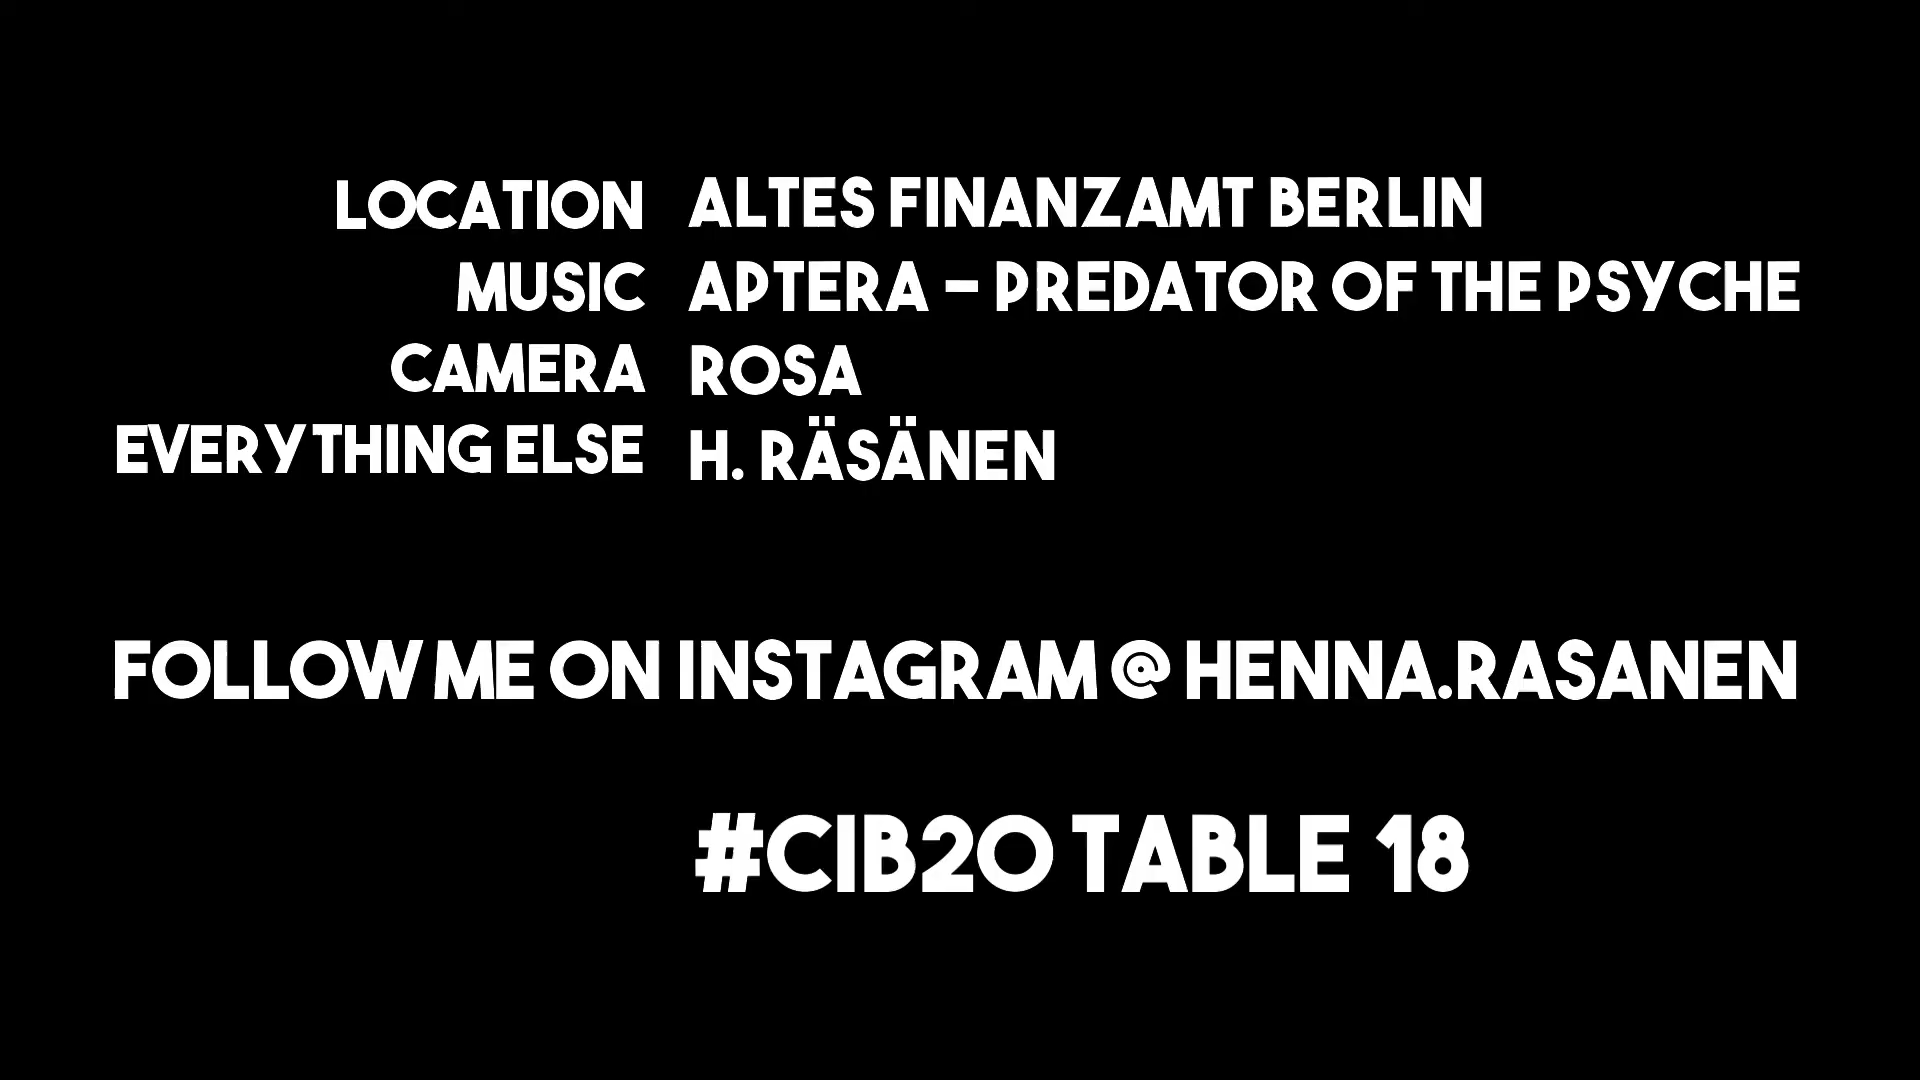 LOCATION ALTES FINANZAMT BERLIN
MUSIC APTERA – PREDATOR OF THE PSYCHE
CAMERA ROSA
EVERYTHING ELSE H. RÄSÄNEN
FOLLOW ME ON INSTAGRAM @ HENNA.RASANEN
#CIB20 TABLE 18